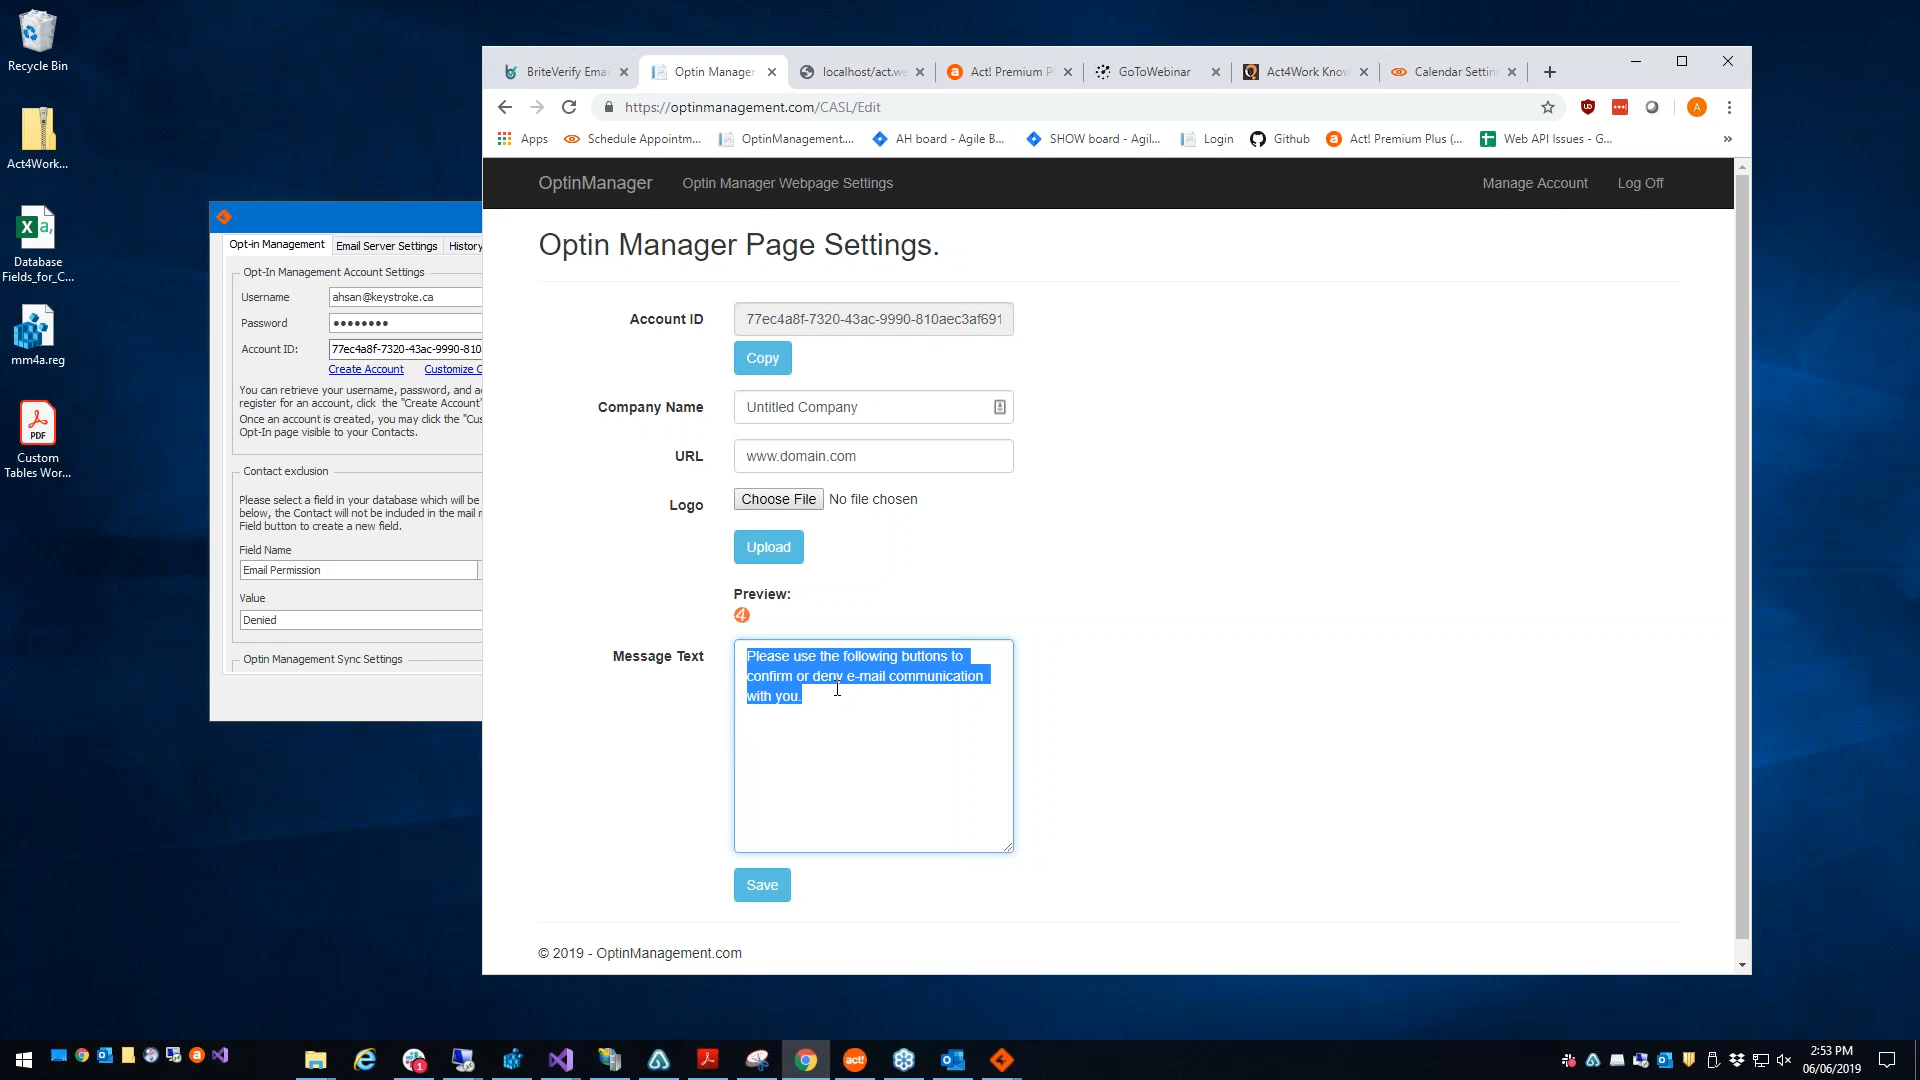 Recycle Bin
Act4Work...
Database
Fields_for_C...
mm4a.reg
PDF
Custom
Tables Wor...
Opt-in Management
Email Server Settings
History
Opt-In Management Account Settings
Username
ahsan@keystroke.ca
Password
Account ID:
77ec4a8f-7320-43ac-9990-810
Create Account
Customize C
You can retrieve your username, password, and a
register for an account, click the "Create Account"
Once an account is created, you may click the "Cus
Opt-In page visible to your Contacts.
Contact exclusion
Please select a field in your database which will be
below, the Contact will not be included in the mail
Field button to create a new field.
Field Name
Email Permission
Value
Denied
Optin Management Sync Settings
BriteVerify Emai
Optin Manager
localhost/act.we
Act! Premium P
GoToWebinar
Act4Work Know
Calendar Setting
https://optinmanagement.com/CASL/Edit
Apps
Schedule Appointm...
OptinManagement....
AH board - Agile B...
SHOW board - Agil...
Login
Github
Act! Premium Plus (...
Web API Issues - G...
»
OptinManager
Optin Manager Webpage Settings
Manage Account
Log Off
Optin Manager Page Settings.
Account ID
77ec4a8f-7320-43ac-9990-810aec3af691
Copy
Company Name
Untitled Company
URL
www.domain.com
Logo
Choose File
No file chosen
Upload
Preview:
4
Message Text
Please use the following buttons to
confirm or deny e-mail communication
with you.
Save
© 2019 - OptinManagement.com
act!
2:53 PM
06/06/2019